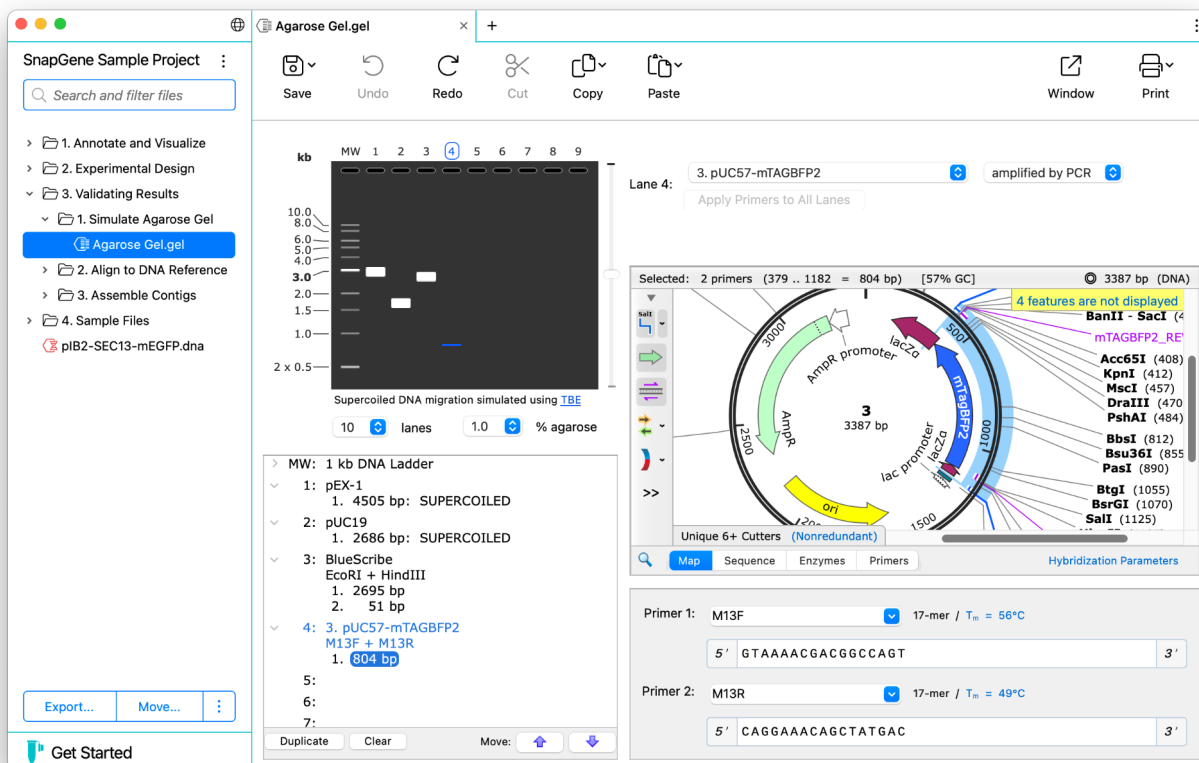 Agarose Gel.gel
SnapGene Sample Project
Save
Undo
Redo
Cut
Copy
Paste
Window
Print
Search and filter files
1. Annotate and Visualize
2. Experimental Design
3. Validating Results
1. Simulate Agarose Gel
Agarose Gel.gel
2. Align to DNA Reference
3. Assemble Contigs
4. Sample Files
pIB2-SEC13-mEGFP.dna
Export...
Move...
Get Started
kb
MW 1 2 3 4 5 6 7 8 9
10.0
8.0
6.0
5.0
4.0
3.0
2.0
1.5
1.0
2 x 0.5
Supercoiled DNA migration simulated using TBE
10 lanes 1.0 % agarose
MW: 1 kb DNA Ladder
1: pEX-1
1. 4505 bp: SUPERCOILED
2: pUC19
1. 2686 bp: SUPERCOILED
3: BlueScribe
EcoRI + HindIII
1. 2695 bp
2. 51 bp
4: 3. pUC57-mTAGBFP2
M13F + M13R
1. 804 bp
5:
6:
7:
Duplicate
Clear
Move:
Lane 4:
3. pUC57-mTAGBFP2
amplified by PCR
Apply Primers to All Lanes
Selected: 2 primers (379 .. 1182 = 804 bp) [57% GC]
3387 bp (DNA)
4 features are not displayed
SalI
>>
3000
2500
1500
1000
500
AmpR promoter
AmpR
ori
lac promoter
lacZα
mTagBFP2
lacZα
3
3387 bp
BanII - SacI
Acc65I (408)
KpnI (412)
MscI (457)
DraIII (470
PshAI (484)
BbsI (812)
Bsu36I (855
PasI (890)
BtgI (1055)
BsrGI (1070)
SalI (1125)
Unique 6+ Cutters (Nonredundant)
Map
Sequence
Enzymes
Primers
Hybridization Parameters
Primer 1:
M13F
17-mer / Tm = 56°C
5' GTAAAACGACGGCCAGT 3'
Primer 2:
M13R
17-mer / Tm = 49°C
5' CAGGAAACAGCTATGAC 3'